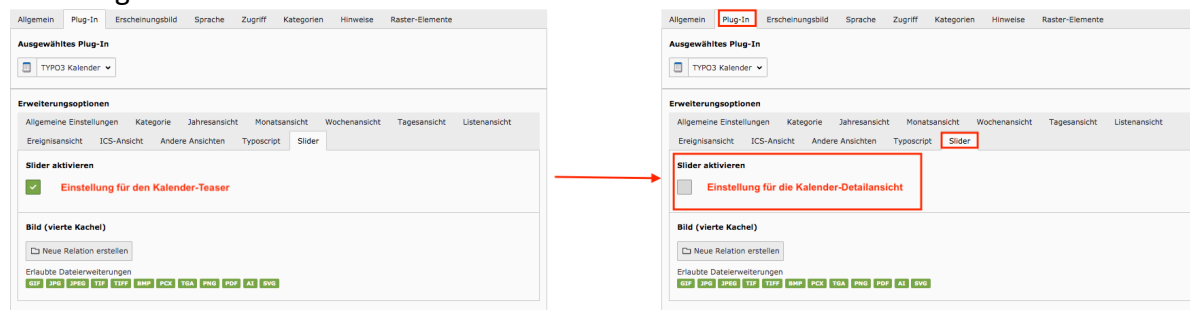 Allgemein Plug-In Erscheinungsbild Sprache Zugriff Kategorien Hinweise Raster-Elemente
Ausgewähltes Plug-In
TYPO3 Kalender
Erweiterungsoptionen
Allgemeine Einstellungen Kategorie Jahresansicht Monatsansicht Wochenansicht Tagesansicht Listenansicht
Ereignisansicht ICS-Ansicht Andere Ansichten Typoscript Slider
Slider aktivieren
Einstellung für den Kalender-Teaser
Bild (vierte Kachel)
Neue Relation erstellen
Erlaubte Dateierweiterungen
GIF JPG JPEG TIF TIFF BMP PCX TGA PNG PDF AI SVG
Allgemein Plug-In Erscheinungsbild Sprache Zugriff Kategorien Hinweise Raster-Elemente
Ausgewähltes Plug-In
TYPO3 Kalender
Erweiterungsoptionen
Allgemeine Einstellungen Kategorie Jahresansicht Monatsansicht Wochenansicht Tagesansicht Listenansicht
Ereignisansicht ICS-Ansicht Andere Ansichten Typoscript Slider
Slider aktivieren
Einstellung für die Kalender-Detailansicht
Bild (vierte Kachel)
Neue Relation erstellen
Erlaubte Dateierweiterungen
GIF JPG JPEG TIF TIFF BMP PCX TGA PNG PDF AI SVG